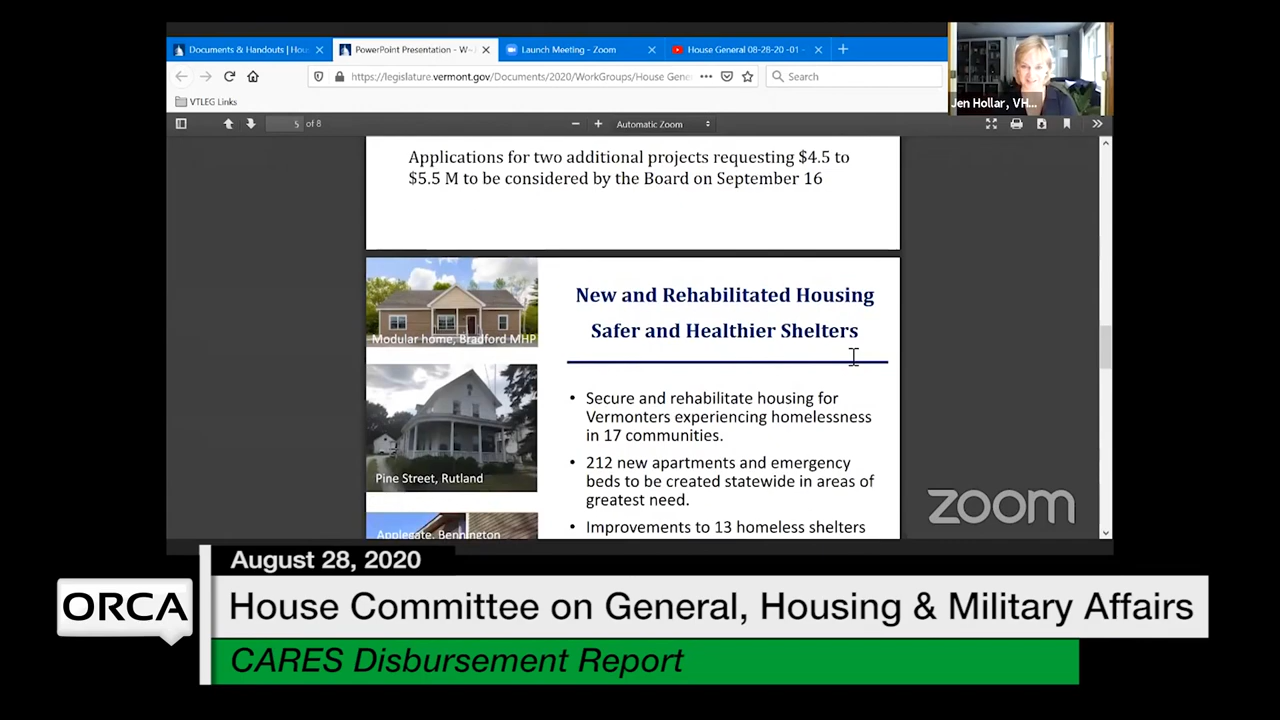 Documents & Handouts | Hou
PowerPoint Presentation - W~
Launch Meeting - Zoom
House General 08-28-20 -01 -
https://legislature.vermont.gov/Documents/2020/WorkGroups/House Gene
Search
VTLEG Links
Jen Hollar, VH...
5 of 8
Automatic Zoom
Applications for two additional projects requesting $4.5 to
$5.5 M to be considered by the Board on September 16
New and Rehabilitated Housing
Safer and Healthier Shelters
Modular home, Bradford MHP
Pine Street, Rutland
Applegate, Bennington
• Secure and rehabilitate housing for
Vermonters experiencing homelessness
in 17 communities.
• 212 new apartments and emergency
beds to be created statewide in areas of
greatest need.
• Improvements to 13 homeless shelters
zoom
August 28, 2020
ORCA
House Committee on General, Housing & Military Affairs
CARES Disbursement Report